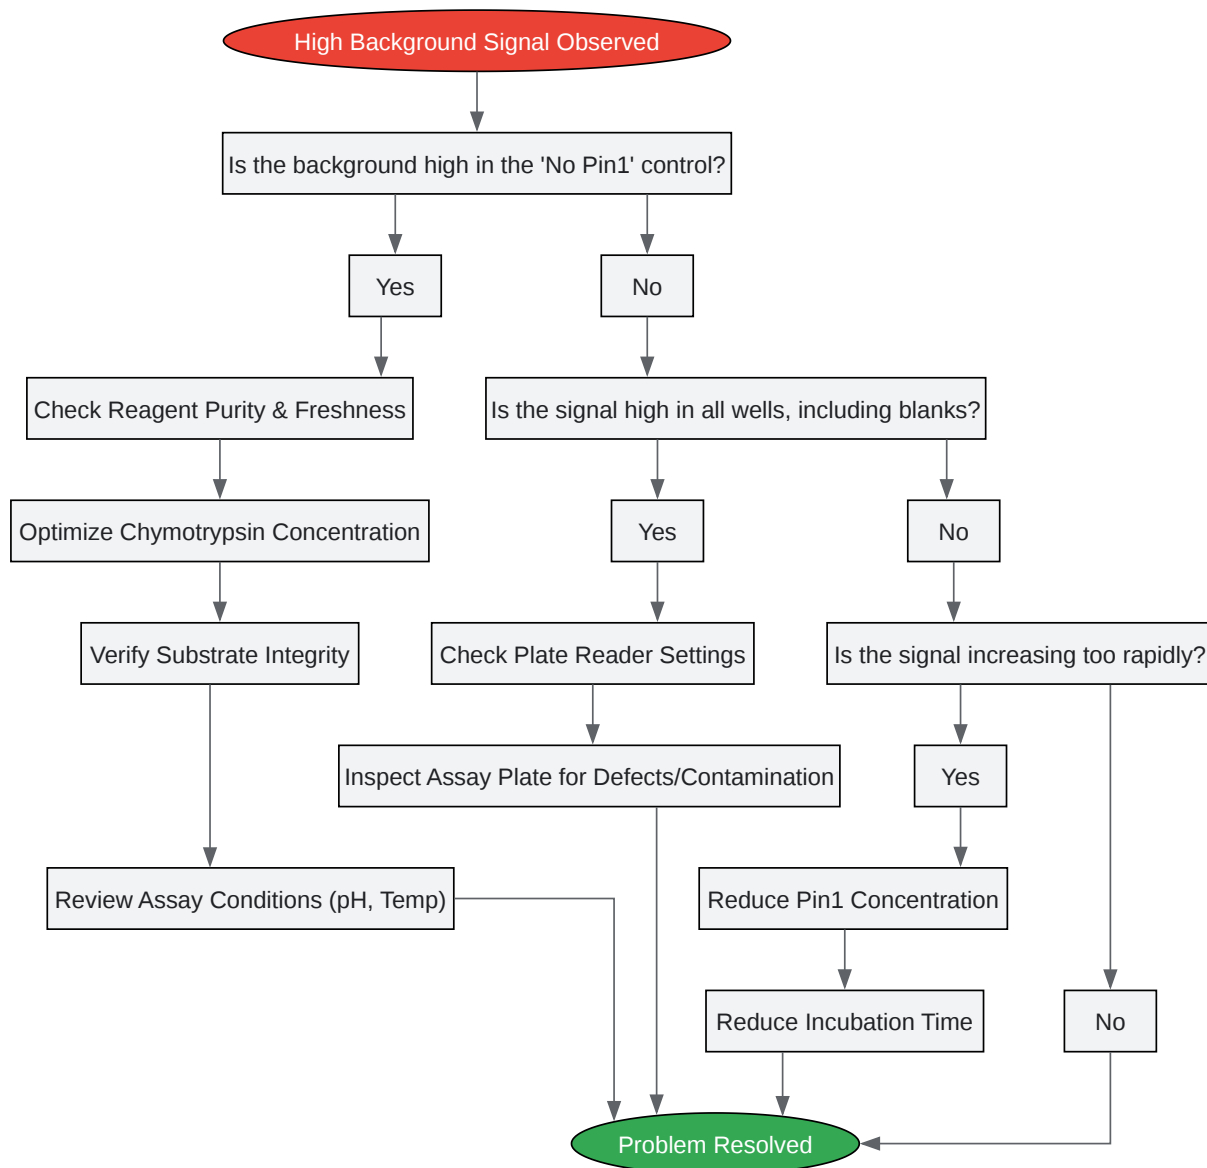 High Background Signal Observed
Is the background high in the 'No Pin1' control?
Yes
No
Check Reagent Purity & Freshness
Is the signal high in all wells, including blanks?
Optimize Chymotrypsin Concentration
Yes
No
Verify Substrate Integrity
Check Plate Reader Settings
Is the signal increasing too rapidly?
Inspect Assay Plate for Defects/Contamination
Yes
Review Assay Conditions (pH, Temp)
Reduce Pin1 Concentration
Reduce Incubation Time
No
Problem Resolved